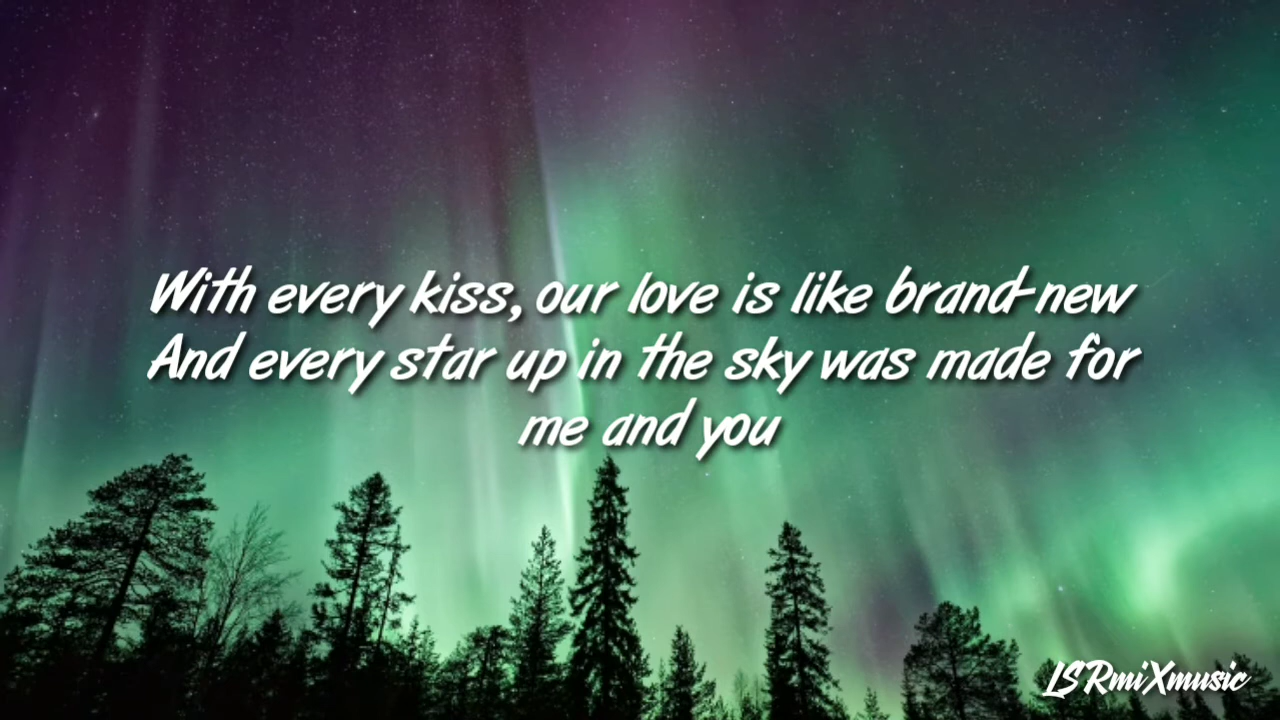 With every kiss, our love is like brand-new
And every star up in the sky was made for
me and you
LSRmiXmusic